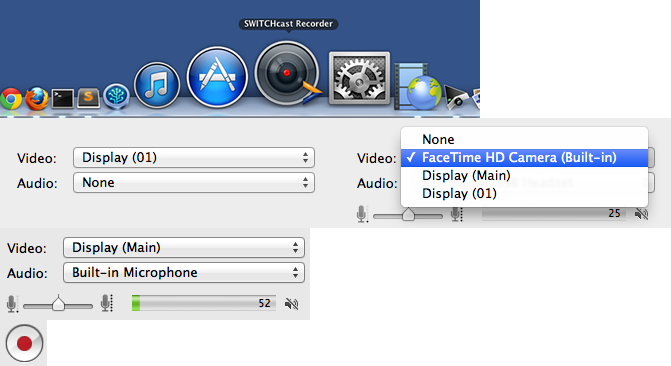 SWITCHcast Recorder
Video: Display (01)
Audio: None
None
Video: ✓ FaceTime HD Camera (Built-in)
Display (Main)
Audio:
Display (01)
25
Video: Display (Main)
Audio: Built-in Microphone
52